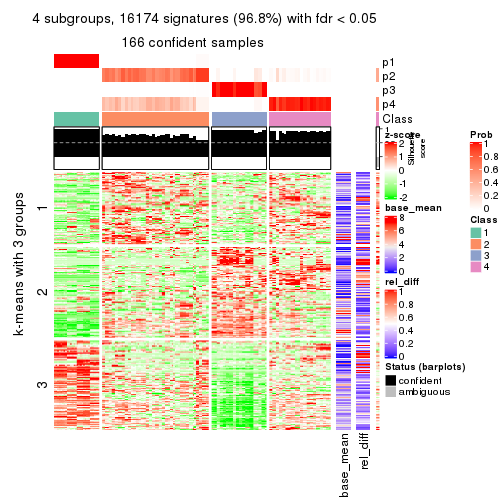 4 subgroups, 16174 signatures (96.8%) with fdr < 0.05
166 confident samples
p1
p2
p3
p4
Class
1
Silhouette
score
k-means with 3 groups
1
2
3
base_mean
rel_diff
z-score
2
1
0
-1
-2
base_mean
8
6
4
2
0
rel_diff
1
0.8
0.6
0.4
0.2
0
Status (barplots)
confident
ambiguous
Prob
1
0.8
0.6
0.4
0.2
0
Class
1
2
3
4